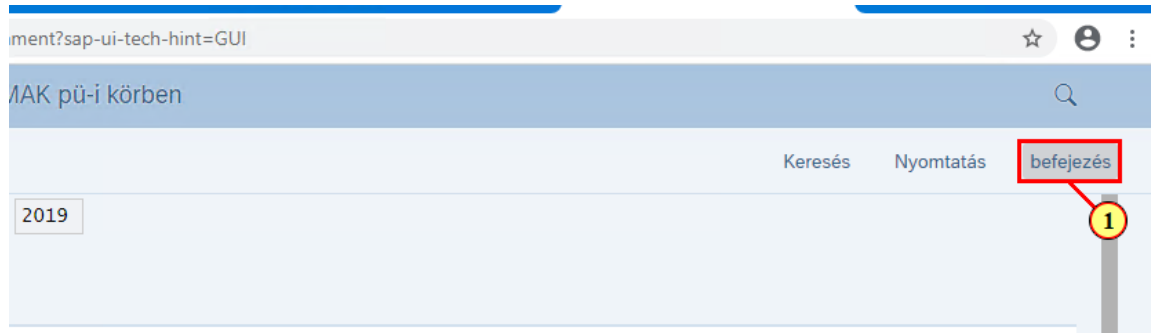 ment?sap-ui-tech-hint=GUI
MAK pü-i körben
Keresés Nyomtatás befejezés
2019
1